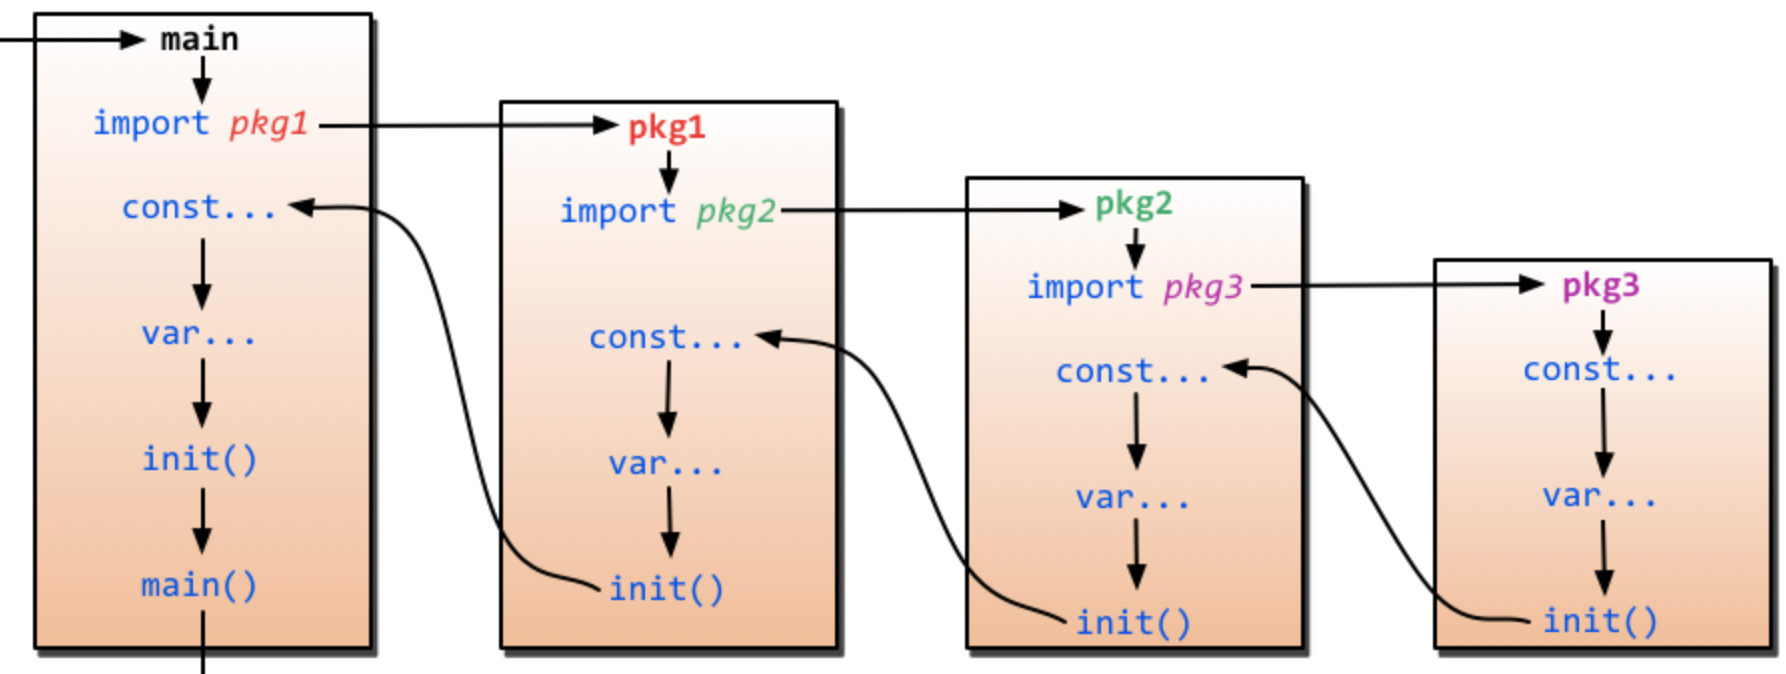 main
import pkg1
const...
var...
init()
main()
pkg1
import pkg2
const...
var...
init()
pkg2
import pkg3
const...
var...
init()
pkg3
const...
var...
init()